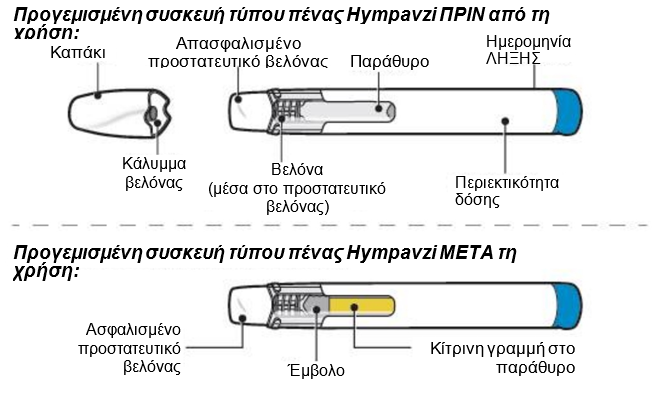 Προγεμισμένη συσκευή τύπου πένας Hympavzi ΠΡΙΝ από τη
χρήση:
Καπάκι
Απασφαλισμένο
προστατευτικό βελόνας
Παράθυρο
Ημερομηνία
ΛΗΞΗΣ
Κάλυμμα
βελόνας
Βελόνα
(μέσα στο προστατευτικό
βελόνας)
Περιεκτικότητα
δόσης
Προγεμισμένη συσκευή τύπου πένας Hympavzi ΜΕΤΑ τη
χρήση:
Ασφαλισμένο
προστατευτικό
βελόνας
Έμβολο
Κίτρινη γραμμή στο
παράθυρο